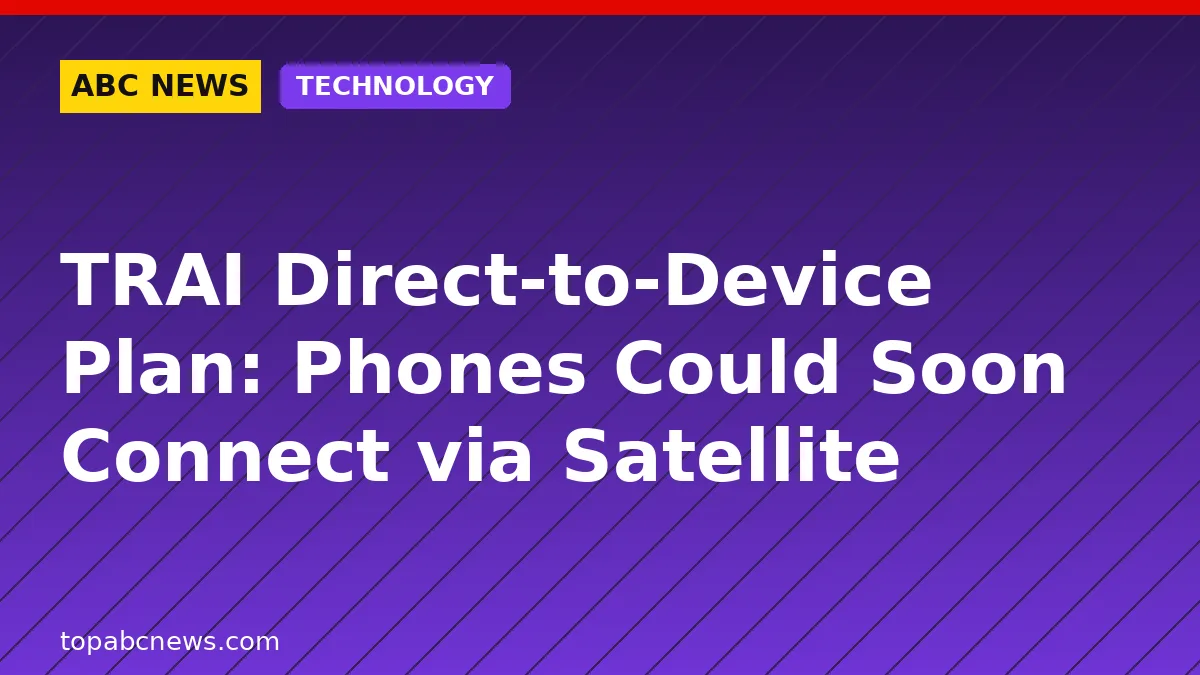 ABC NEWS
TECHNOLOGY
TRAI Direct-to-Device
Plan: Phones Could Soon
Connect via Satellite
topabcnews.com